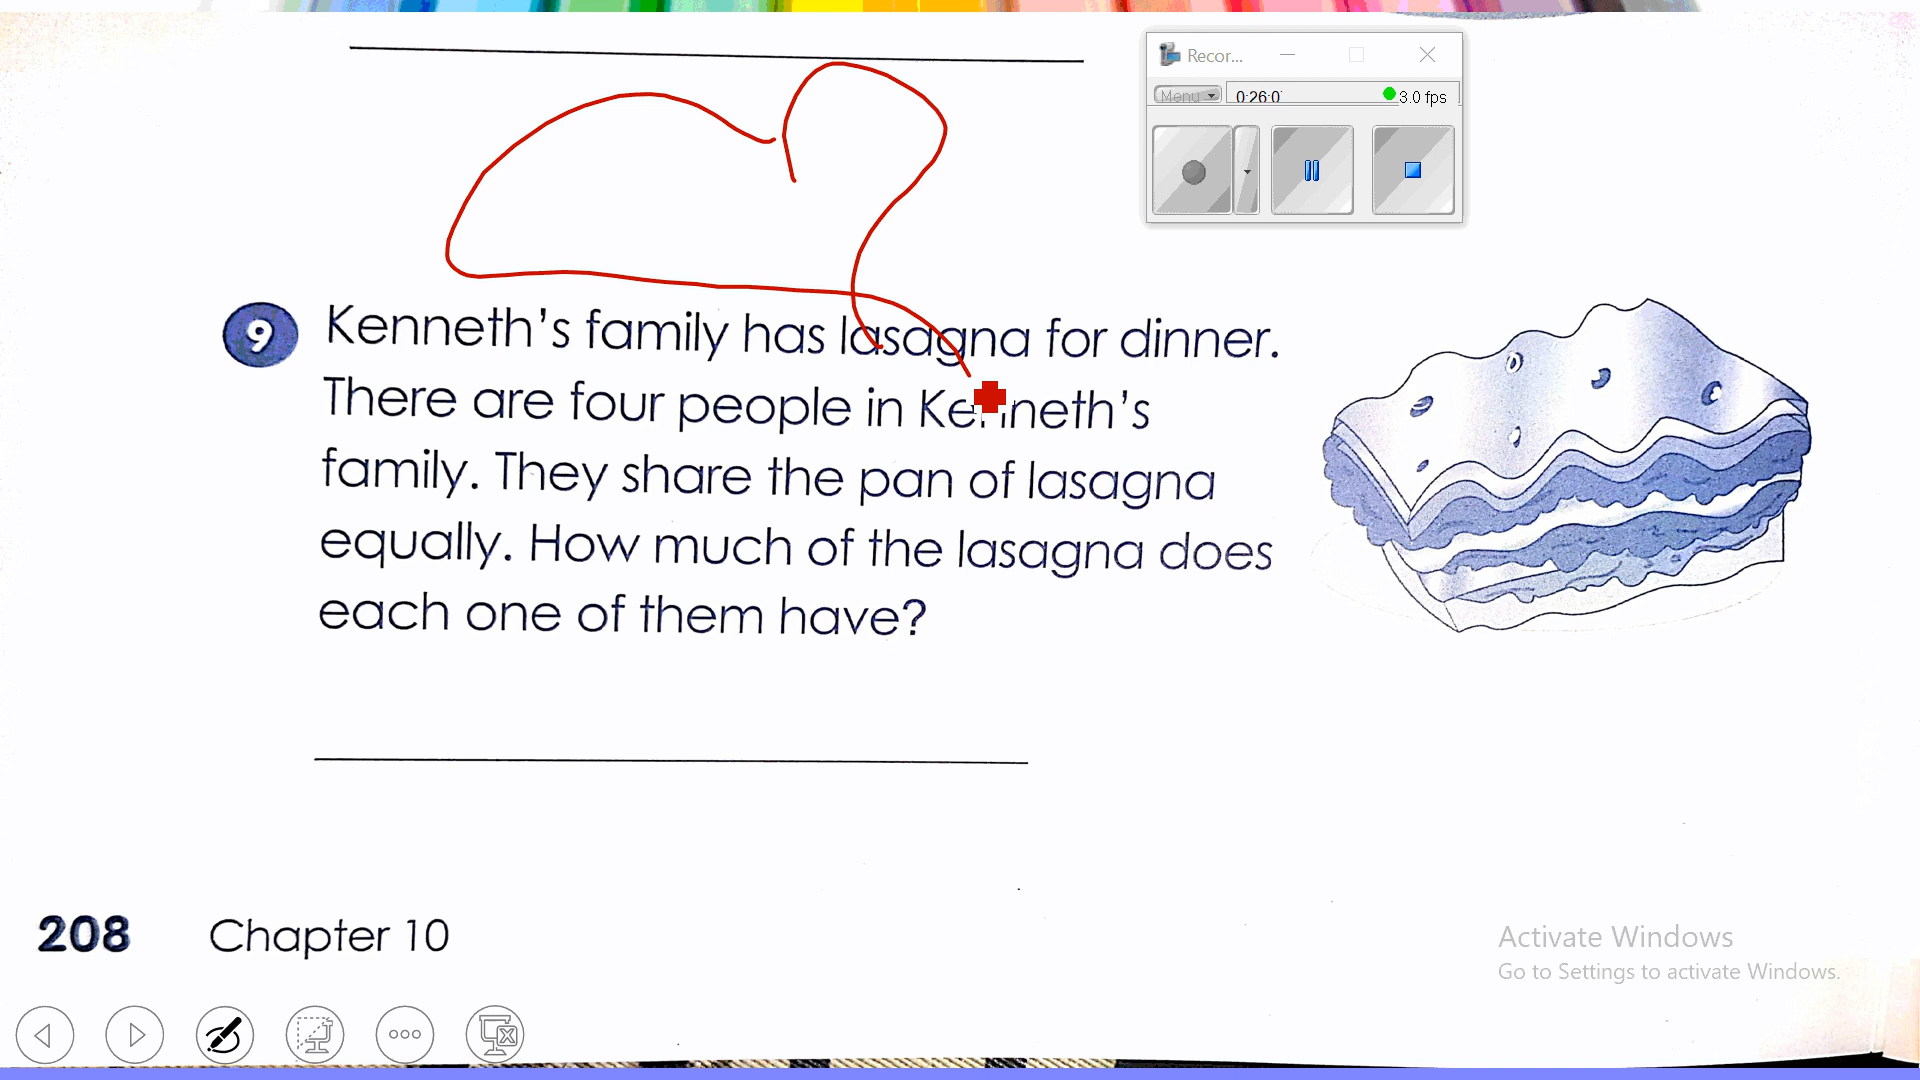 Recor...
Menu
0:26:0
3.0 fps
9 Kenneth's family has lasagna for dinner.
There are four people in Kenneth's
family. They share the pan of lasagna
equally. How much of the lasagna does
each one of them have?
208 Chapter 10
Activate Windows
Go to Settings to activate Windows.